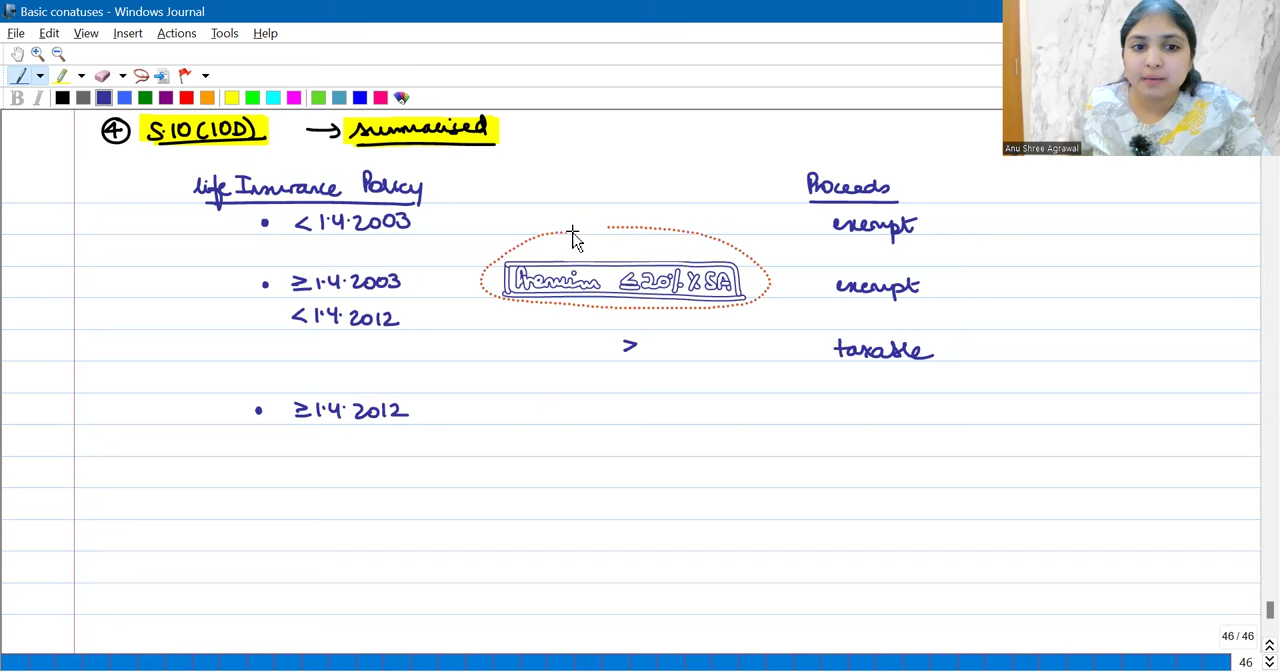 Basic conatuses - Windows Journal
File Edit View Insert Actions Tools Help
B I
Anu Shree Agrawal
④ S.10(10D) → summarised
life Insurance Policy Proceeds
• < 1.4.2003 exempt
• ≥ 1.4.2003 Premium ≤ 20% x SA exempt
< 1.4.2012
> taxable
• ≥ 1.4.2012
46 / 46
46